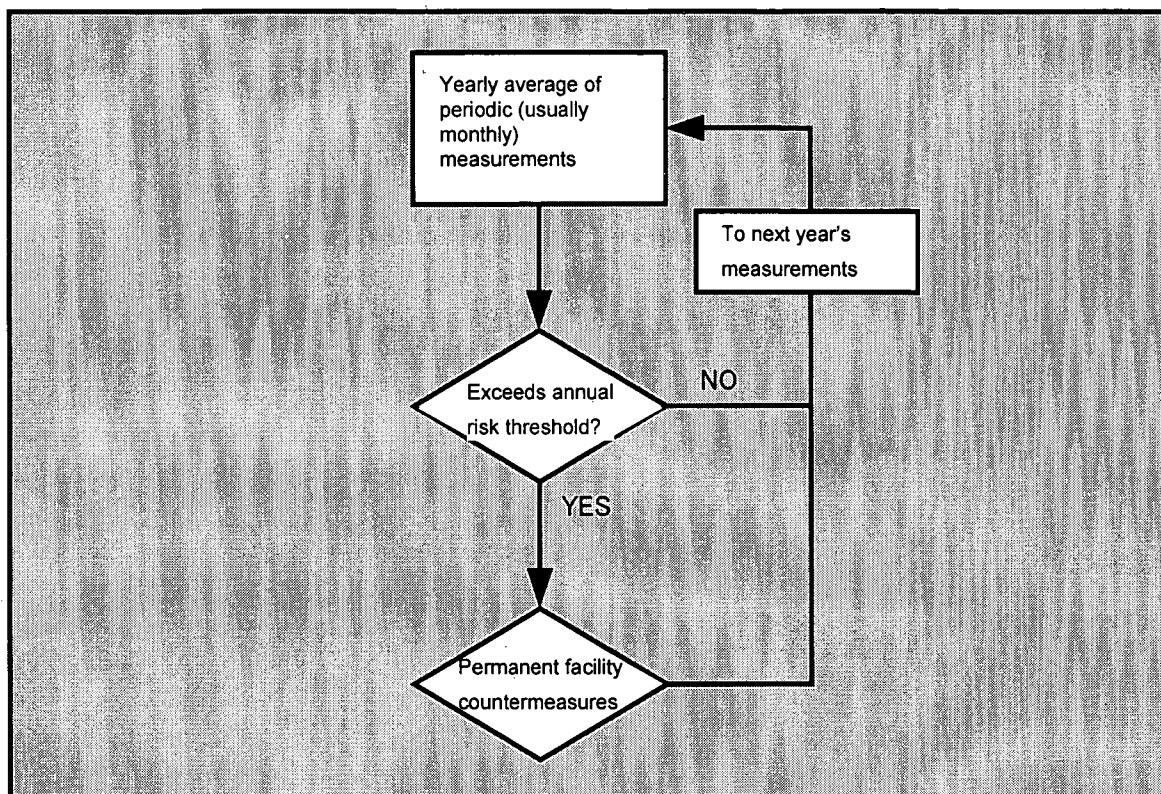 Yearly average of
periodic (usually
monthly)
measurements
To next year's
measurements
Exceeds annual
risk threshold?
NO
YES
Permanent facility
countermeasures